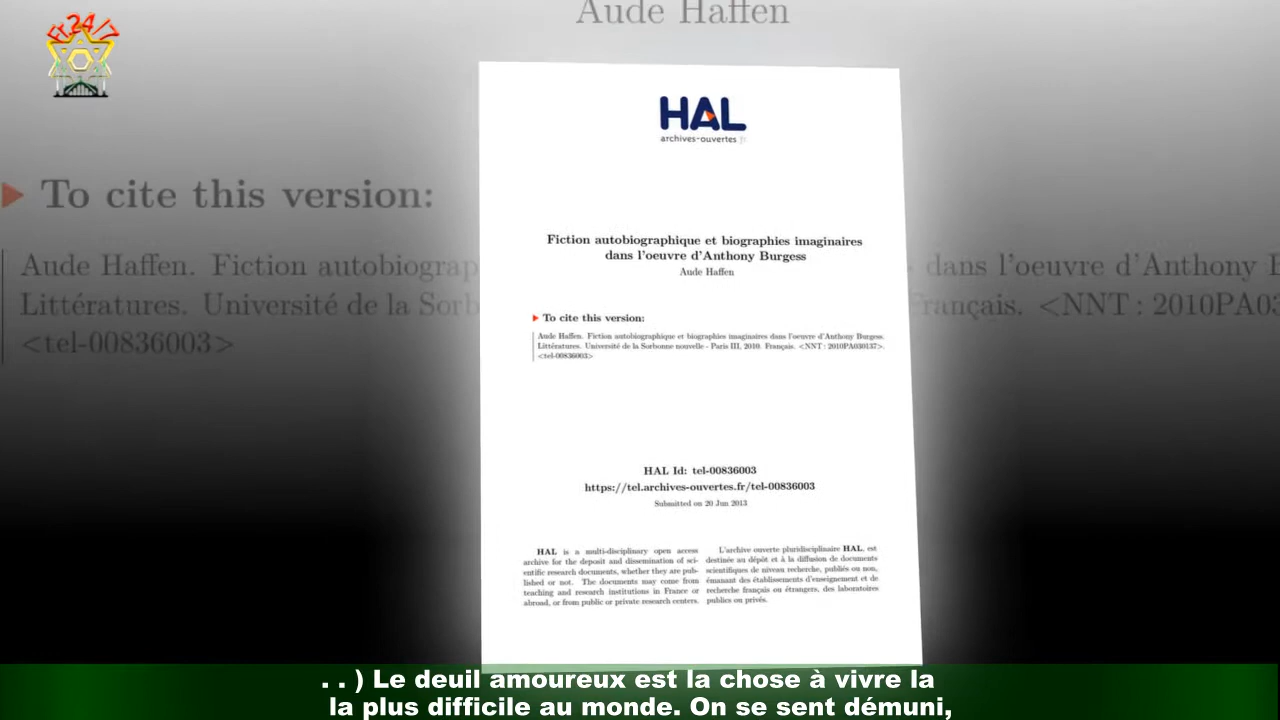 Aude Haffen
Fr 24/7
HAL
archives-ouvertes
To cite this version:
Fiction autobiographique et biographies imaginaires
dans l'oeuvre d'Anthony Burgess
Aude Haffen
Aude Haffen. Fiction autobiograp
dans l'oeuvre d'Anthony
Littératures. Université de la Sorb
rançais. <NNT : 2010PA03
<tel-00836003>
To cite this version:
Aude Haffen. Fiction autobiographique et biographies imaginaires dans l'oeuvre d'Anthony Burgess.
Littératures. Université de la Sorbonne nouvelle - Paris III, 2010. Français. <NNT : 2010PA030137>.
<tel-00836003>
HAL Id: tel-00836003
https://tel.archives-ouvertes.fr/tel-00836003
Submitted on 20 Jun 2013
HAL is a multi-disciplinary open access
archive for the deposit and dissemination of sci-
entific research documents, whether they are pub-
lished or not. The documents may come from
teaching and research institutions in France or
abroad, or from public or private research centers.
L'archive ouverte pluridisciplinaire HAL, est
destinée au dépôt et à la diffusion de documents
scientifiques de niveau recherche, publiés ou non,
émanant des établissements d'enseignement et de
recherche français ou étrangers, des laboratoires
publics ou privés.
. . ) Le deuil amoureux est la chose à vivre la
la plus difficile au monde. On se sent démuni,